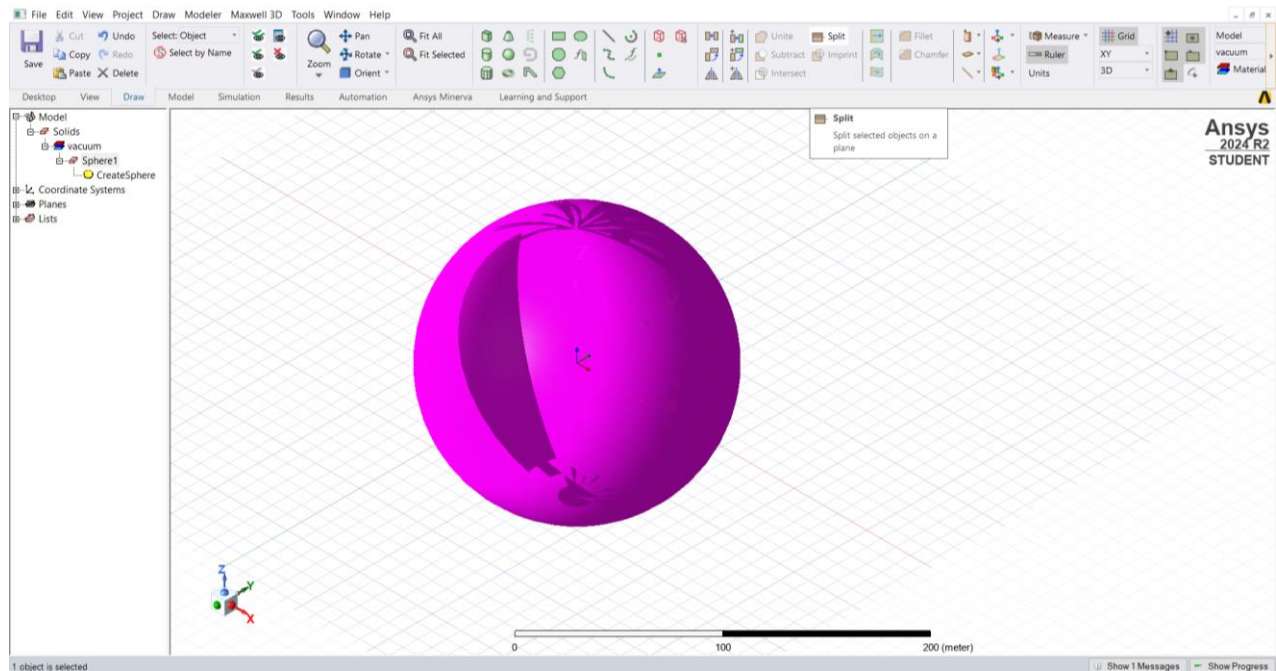 File Edit View Project Draw Modeler Maxwell 3D Tools Window Help
Save
Cut
Undo
Copy
Redo
Paste
Delete
Select: Object
Select by Name
Zoom
Pan
Rotate
Orient
Fit All
Fit Selected
Unite
Split
Subtract
Imprint
Intersect
Fillet
Chamfer
Measure
Ruler
Units
Grid
XY
3D
Model
vacuum
Material
Desktop View Draw Model Simulation Results Automation Ansys Minerva Learning and Support
Model
Solids
vacuum
Sphere1
CreateSphere
Coordinate Systems
Planes
Lists
Split
Split selected objects on a
plane
Ansys
2024 R2
STUDENT
Z
Z
Y
X
0 100 200 (meter)
1 object is selected
Show 1 Messages
Show Progress